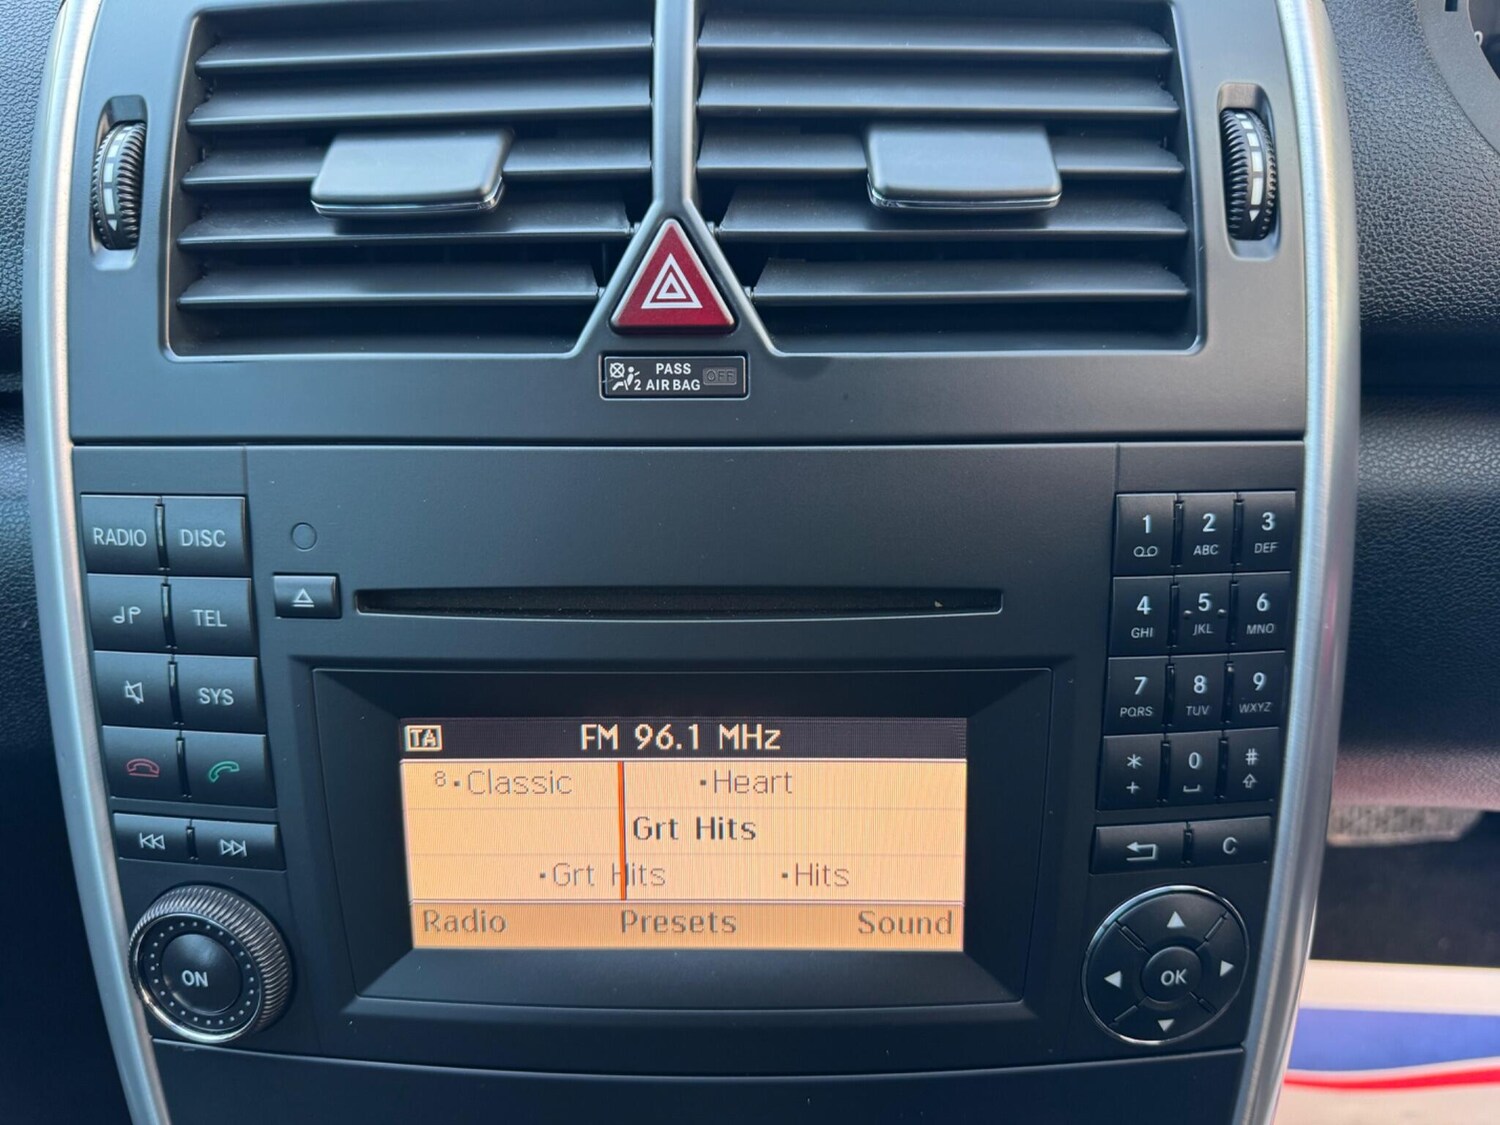 PASS
2 AIRBAG OFF
RADIO DISC
TEL
SYS
ON
1
2 ABC
3 DEF
4 GHI
5 JKL
6 MNO
7 PQRS
8 TUV
9 WXYZ
* +
0
#
C
OK
TA FM 96.1 MHz
8 •Classic •Heart
Grt Hits
•Grt Hits •Hits
Radio Presets Sound